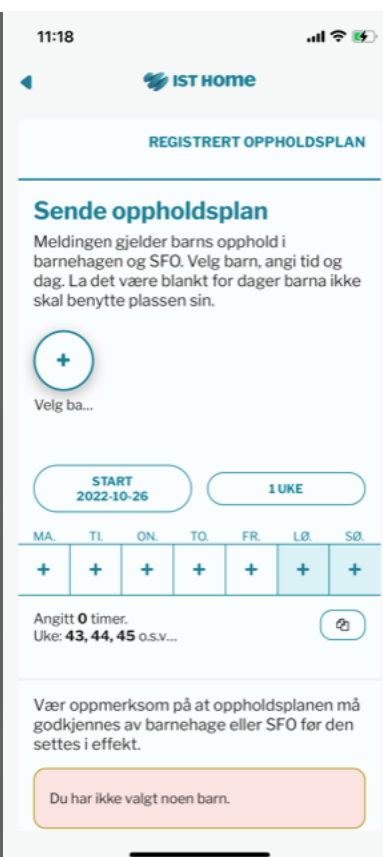 11:18
IST Home
REGISTRERT OPPHOLDSPLAN
Sende oppholdsplan
Meldingen gjelder barns opphold i
barnehagen og SFO. Velg barn, angi tid og
dag. La det være blankt for dager barna ikke
skal benytte plassen sin.
+
Velg ba...
START
2022-10-26
1 UKE
MA. TI. ON. TO. FR. LØ. SØ.
+ + + + + + +
Angitt 0 timer.
Uke: 43, 44, 45 o.s.v...
Vær oppmerksom på at oppholdsplanen må
godkjennes av barnehage eller SFO før den
settes i effekt.
Du har ikke valgt noen barn.